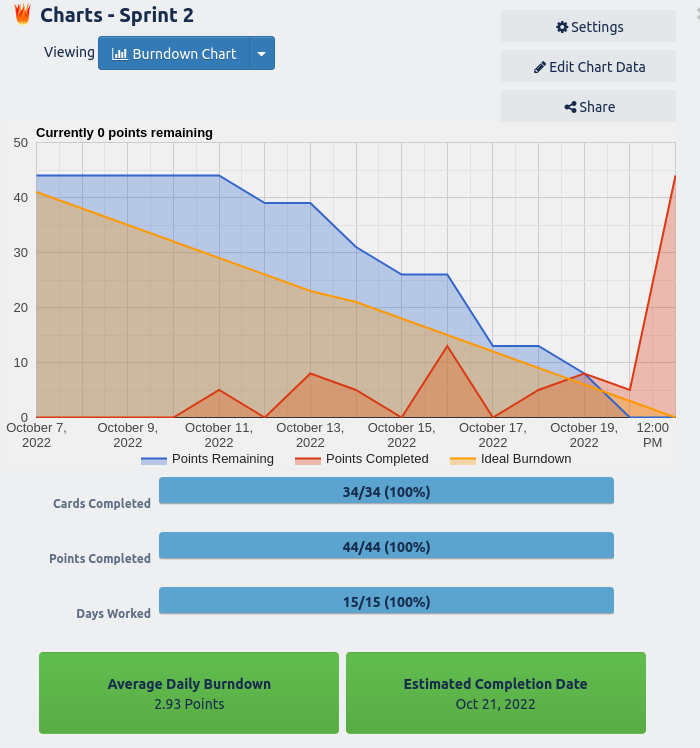 Charts - Sprint 2
Viewing Burndown Chart
Settings
Edit Chart Data
Share
Currently 0 points remaining
50
40
30
20
10
0
October 7, 2022
October 9, 2022
October 11, 2022
October 13, 2022
October 15, 2022
October 17, 2022
October 19, 2022
12:00 PM
Points Remaining Points Completed Ideal Burndown
Cards Completed 34/34 (100%)
Points Completed 44/44 (100%)
Days Worked 15/15 (100%)
Average Daily Burndown
2.93 Points
Estimated Completion Date
Oct 21, 2022